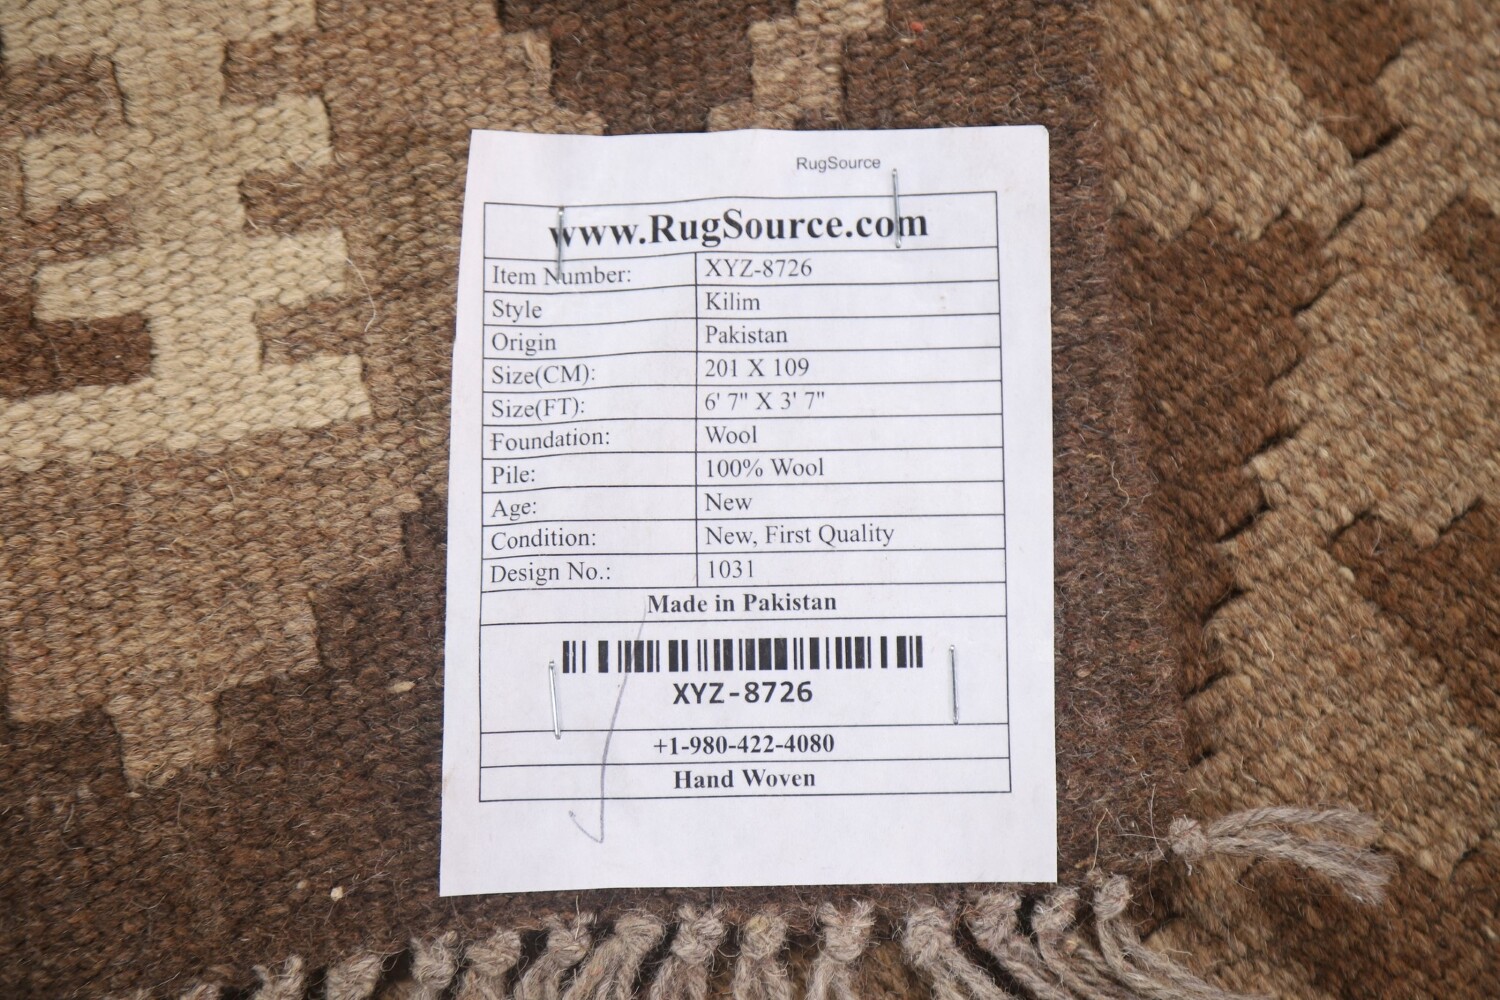 RugSource
www.RugSource.com
Item Number: XYZ-8726
Style Kilim
Origin Pakistan
Size(CM): 201 X 109
Size(FT): 6' 7" X 3' 7"
Foundation: Wool
Pile: 100% Wool
Age: New
Condition: New, First Quality
Design No.: 1031
Made in Pakistan
XYZ-8726
+1-980-422-4080
Hand Woven